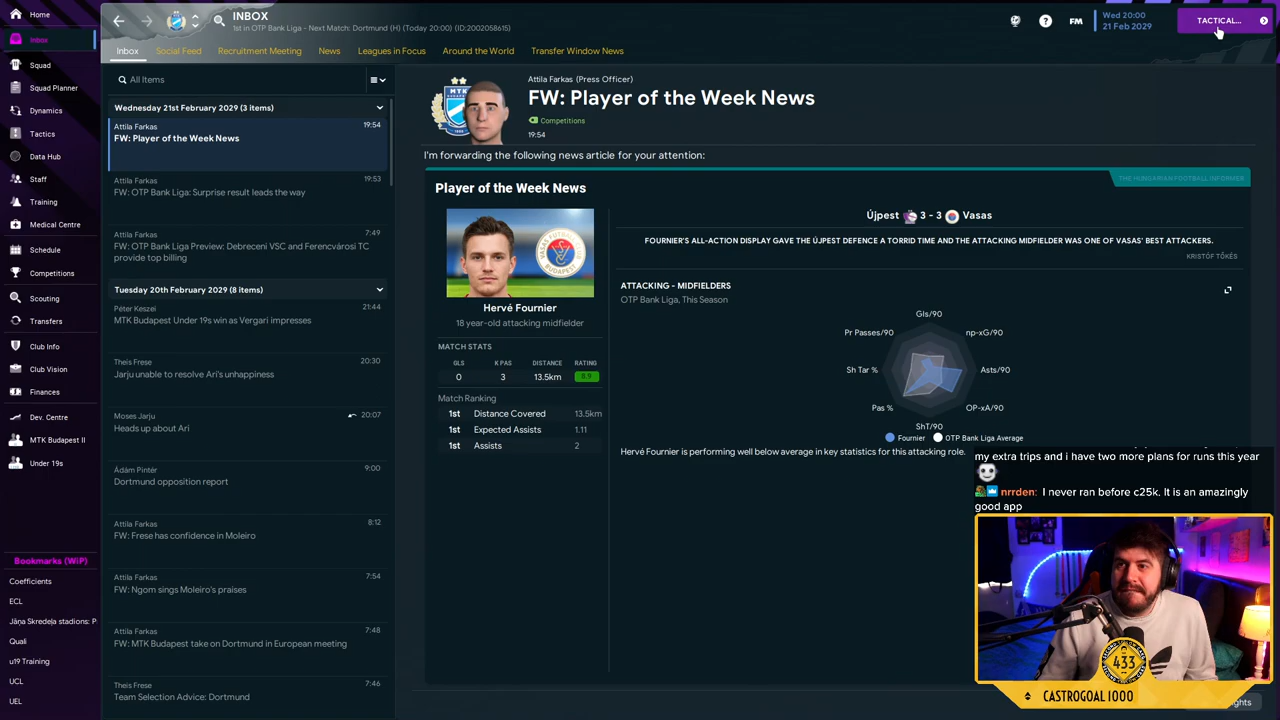 INBOX
1st in OTP Bank Liga - Next Match: Dortmund (H) (Today 20:00) (ID:2002058615)
FM
Wed 20:00
21 Feb 2029
TACTICAL...
Home
Inbox
Squad
Squad Planner
Dynamics
Tactics
Data Hub
Staff
Training
Medical Centre
Schedule
Competitions
Scouting
Transfers
Club Info
Club Vision
Finances
Dev. Centre
MTK Budapest II
Under 19s
Bookmarks (WiP)
Coefficients
ECL
Jāņa Skredeļa stadions: P
Quali
u19 Training
UCL
UEL
Inbox
Social Feed
Recruitment Meeting
News
Leagues in Focus
Around the World
Transfer Window News
All Items
Wednesday 21st February 2029 (3 items)
Attila Farkas 19:54
FW: Player of the Week News
Attila Farkas 19:53
FW: OTP Bank Liga: Surprise result leads the way
Attila Farkas 7:49
FW: OTP Bank Liga Preview: Debreceni VSC and Ferencvárosi TC
provide top billing
Tuesday 20th February 2029 (8 items)
Péter Keszei 21:44
MTK Budapest Under 19s win as Vergari impresses
Theis Frese 20:30
Jarju unable to resolve Ari's unhappiness
Moses Jarju 20:07
Heads up about Ari
Ádám Pintér 9:00
Dortmund opposition report
Attila Farkas 8:12
FW: Frese has confidence in Moleiro
Attila Farkas 7:54
FW: Ngom sings Moleiro's praises
Attila Farkas 7:48
FW: MTK Budapest take on Dortmund in European meeting
Theis Frese 7:46
Team Selection Advice: Dortmund
Attila Farkas (Press Officer)
FW: Player of the Week News
Competitions
19:54
I'm forwarding the following news article for your attention:
THE HUNGARIAN FOOTBALL INFORMER
Player of the Week News
Hervé Fournier
18 year-old attacking midfielder
MATCH STATS
GLS K PAS DISTANCE RATING
0 3 13.5km 8.9
Match Ranking
1st Distance Covered 13.5km
1st Expected Assists 1.11
1st Assists 2
Újpest 3 - 3 Vasas
FOURNIER'S ALL-ACTION DISPLAY GAVE THE ÚJPEST DEFENCE A TORRID TIME AND THE ATTACKING MIDFIELDER WAS ONE OF VASAS' BEST ATTACKERS.
KRISTÓF TŐKÉS
ATTACKING - MIDFIELDERS
OTP Bank Liga, This Season
Gls/90
Pr Passes/90
np-xG/90
Sh Tar %
Asts/90
Pas %
OP-xA/90
ShT/90
Fournier
OTP Bank Liga Average
Hervé Fournier is performing well below average in key statistics for this attacking role.
my extra trips and i have two more plans for runs this year
nrrden: I never ran before c25k. It is an amazingly
good app
433
CASTROGOAL1000